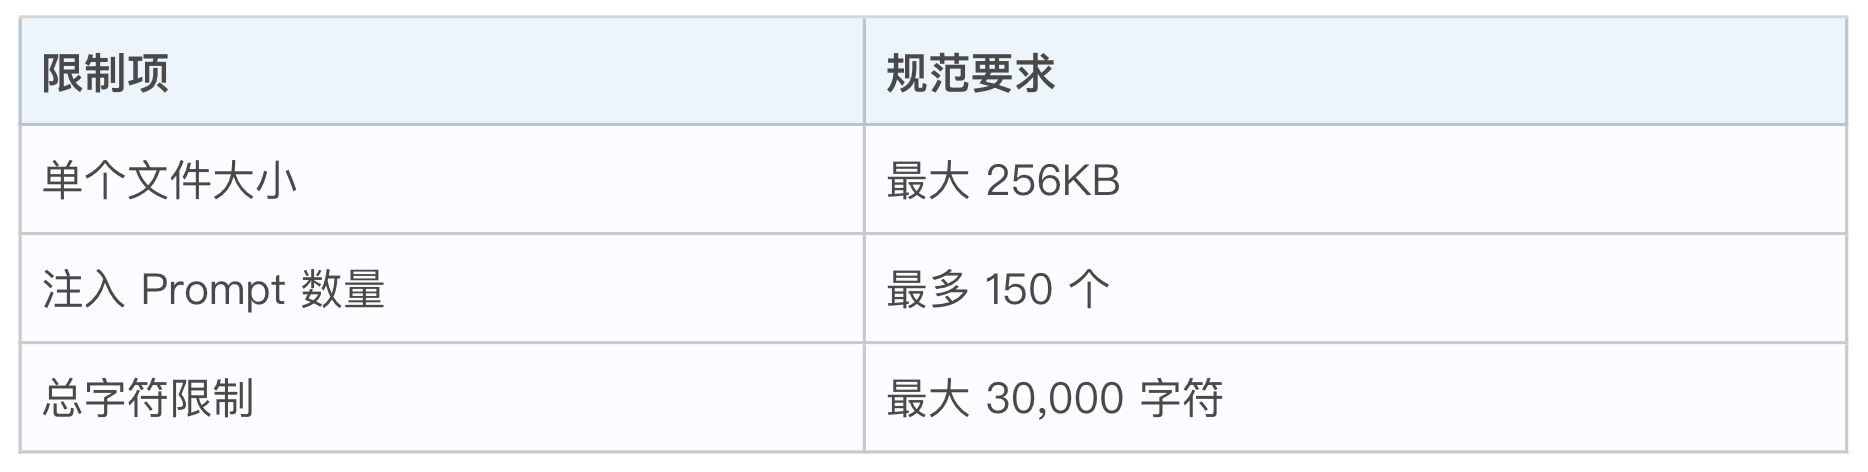 限制项 规范要求
单个文件大小 最大 256KB
注入 Prompt 数量 最多 150 个
总字符限制 最大 30,000 字符